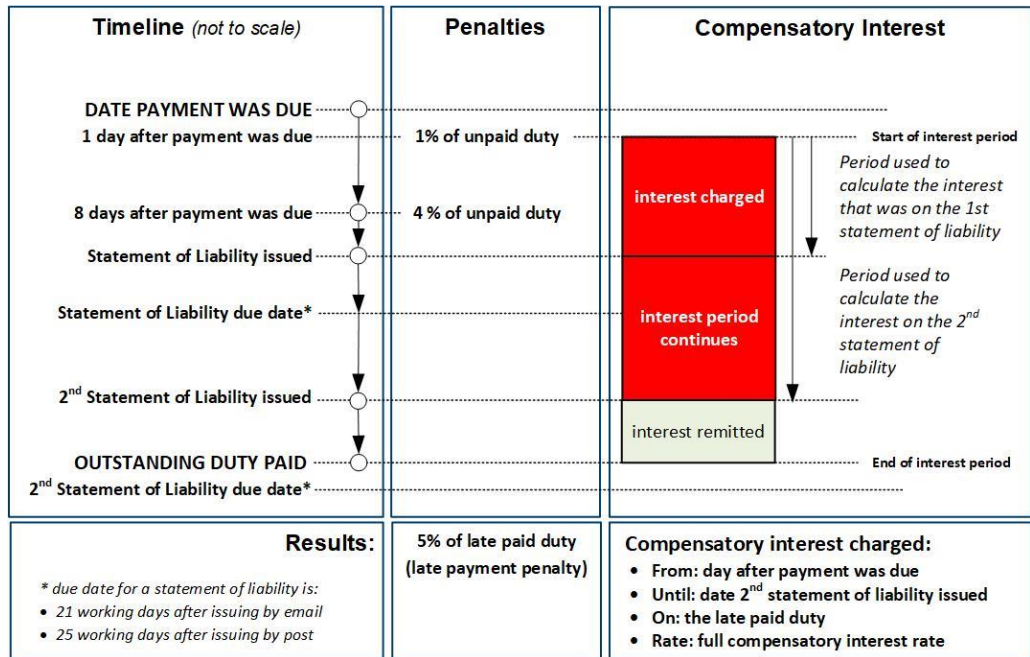 Timeline (not to scale)
Penalties
Compensatory Interest
DATE PAYMENT WAS DUE
1 day after payment was due
1% of unpaid duty
Start of interest period
Period used to
calculate the interest
that was on the 1st
statement of liability
interest charged
8 days after payment was due
4 % of unpaid duty
Statement of Liability issued
Period used to
calculate the
interest on the 2nd
statement of
liability
Statement of Liability due date*
interest period
continues
2nd Statement of Liability issued
interest remitted
OUTSTANDING DUTY PAID
End of interest period
2nd Statement of Liability due date*
Results:
* due date for a statement of liability is:
• 21 working days after issuing by email
• 25 working days after issuing by post
5% of late paid duty
(late payment penalty)
Compensatory interest charged:
• From: day after payment was due
• Until: date 2nd statement of liability issued
• On: the late paid duty
• Rate: full compensatory interest rate